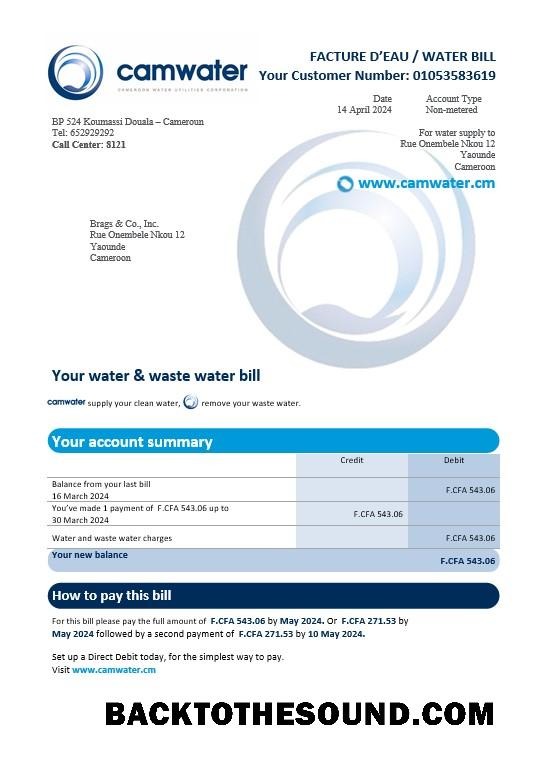 camwater
CAMEROON WATER UTILITIES CORPORATION
FACTURE D’EAU / WATER BILL
Your Customer Number: 01053583619
Date Account Type
14 April 2024 Non-metered
BP 524 Koumassi Douala – Cameroun
Tel: 652929292
Call Center: 8121
For water supply to
Rue Onembele Nkou 12
Yaounde
Cameroon
www.camwater.cm
Brags & Co., Inc.
Rue Onembele Nkou 12
Yaounde
Cameroon
Your water & waste water bill
camwater supply your clean water, remove your waste water.
Your account summary
Credit Debit
Balance from your last bill
16 March 2024
F.CFA 543.06
You’ve made 1 payment of F.CFA 543.06 up to
30 March 2024
F.CFA 543.06
Water and waste water charges F.CFA 543.06
Your new balance F.CFA 543.06
How to pay this bill
For this bill please pay the full amount of F.CFA 543.06 by May 2024. Or F.CFA 271.53 by
May 2024 followed by a second payment of F.CFA 271.53 by 10 May 2024.
Set up a Direct Debit today, for the simplest way to pay.
Visit www.camwater.cm
BACKTOTHESOUND.COM